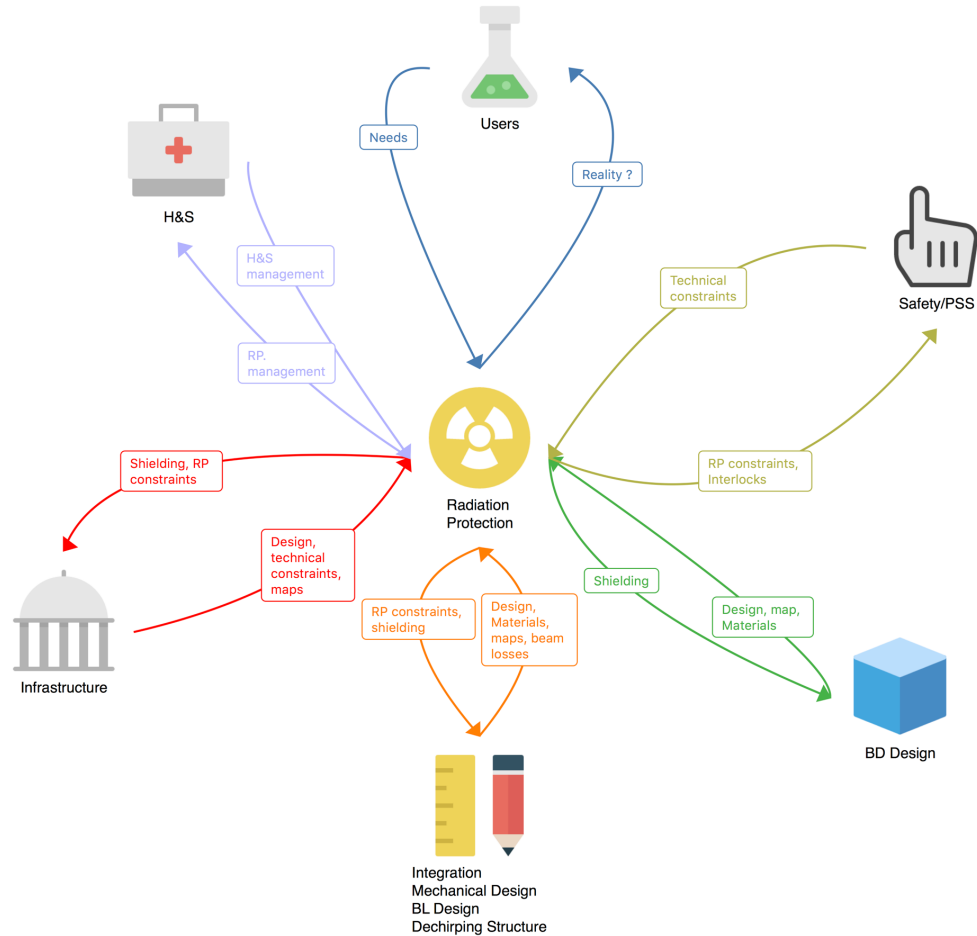 Users
Needs
Reality ?
H&S
H&S
management
RP.
management
Technical
constraints
Safety/PSS
RP constraints,
Interlocks
Radiation
Protection
Shielding, RP
constraints
Design,
technical
constraints,
maps
Infrastructure
RP constraints,
shielding
Design,
Materials,
maps, beam
losses
Shielding
Design, map,
Materials
BD Design
Integration
Mechanical Design
BL Design
Dechirping Structure